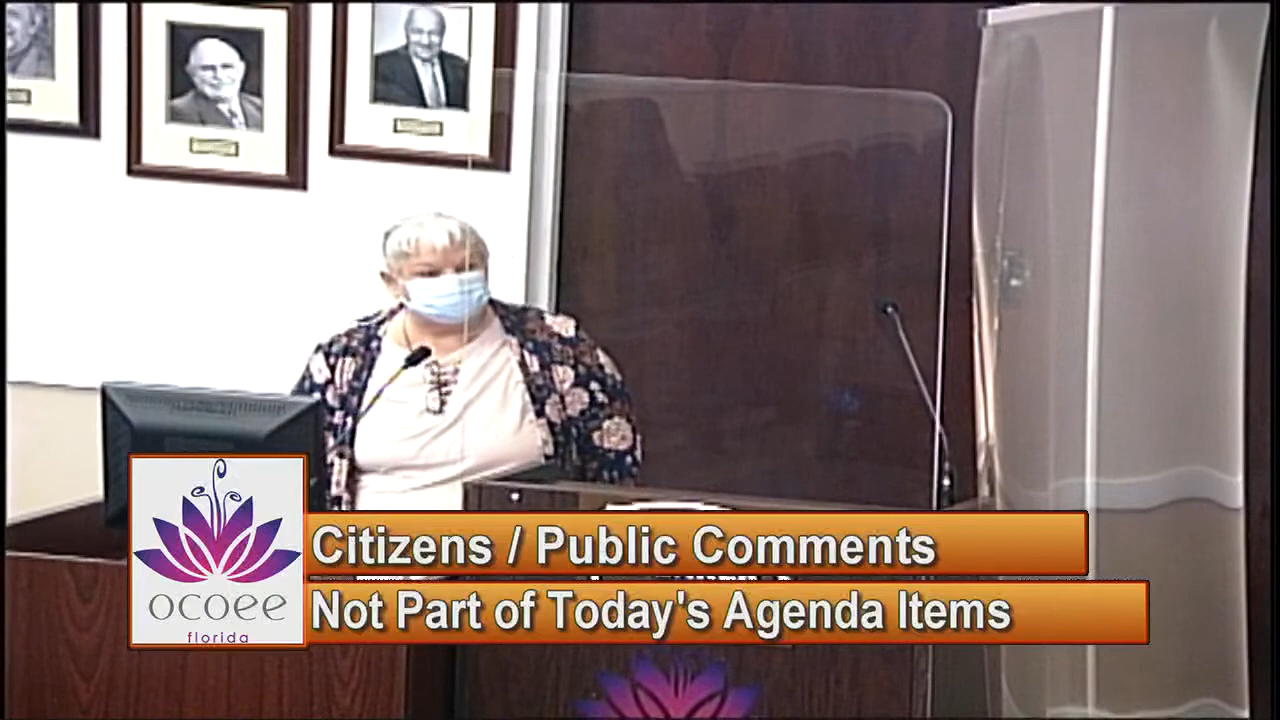 Citizens / Public Comments
Not Part of Today's Agenda Items
ocoee
florida